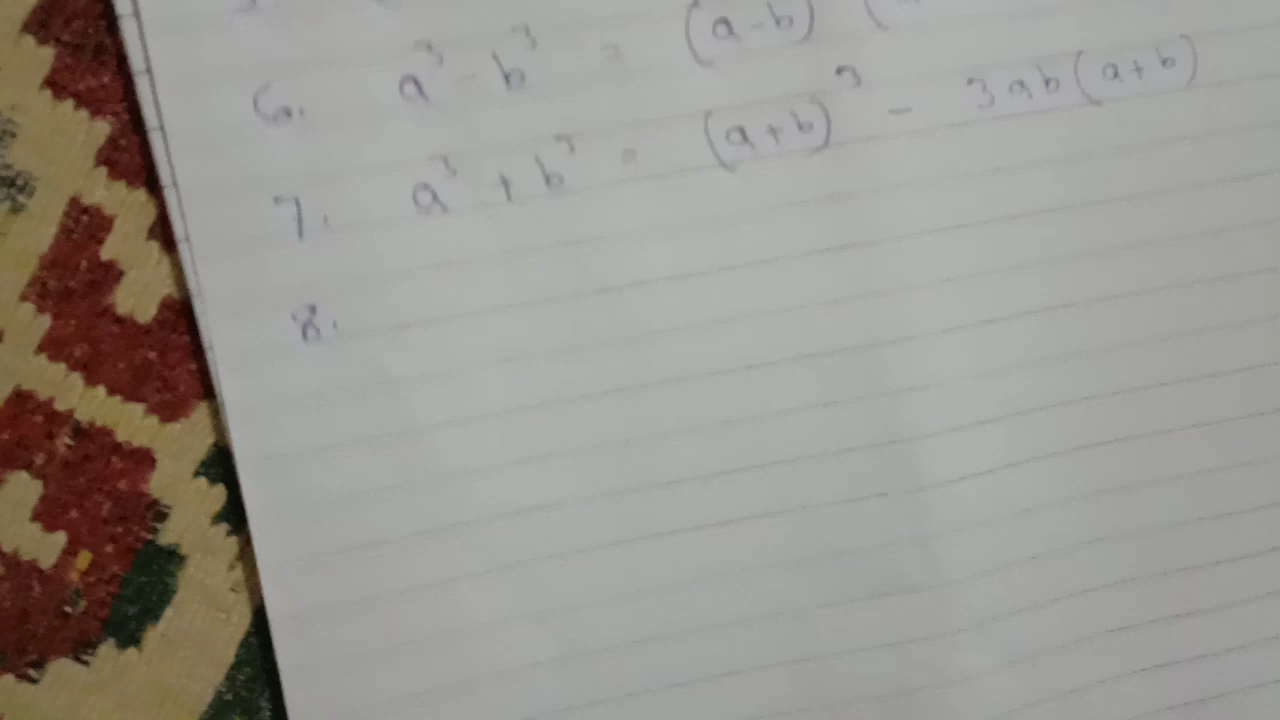 6. a³ - b³ = (a-b) (
7. a³ + b³ = (a+b)³ - 3ab(a+b)
8.